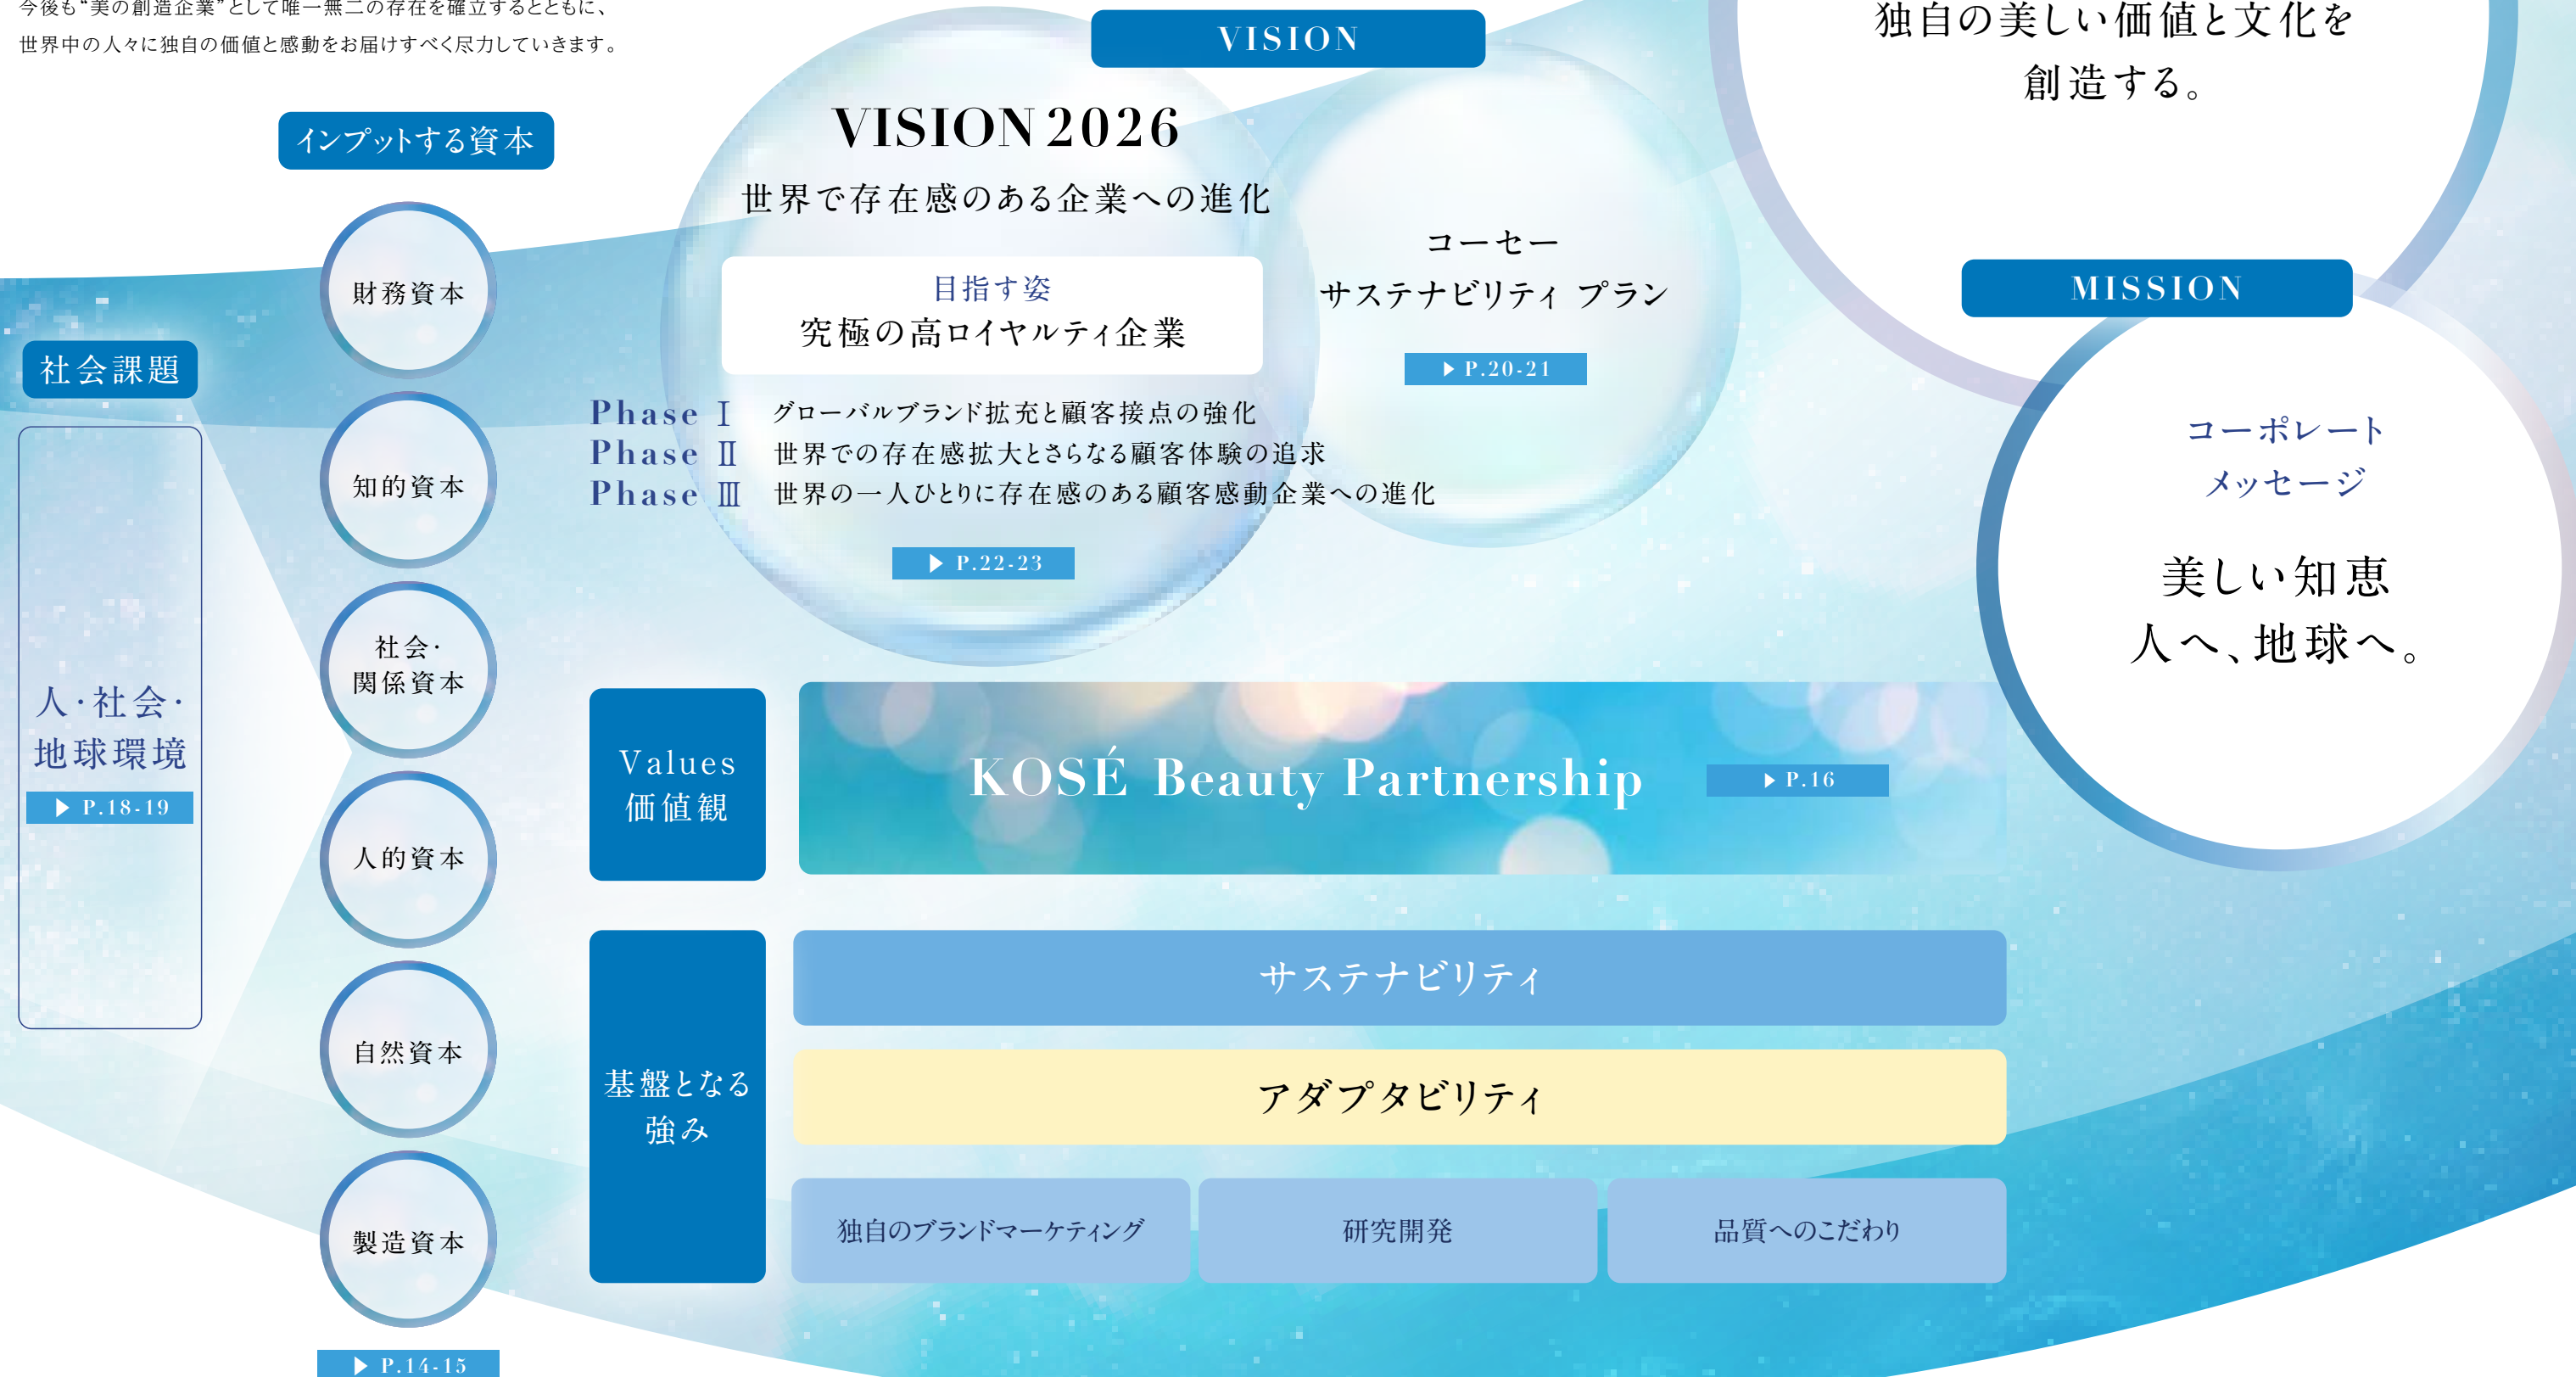 今後も“美の創造企業”として唯一無二の存在を確立するとともに、
世界中の人々に独自の価値と感動をお届けすべく尽力していきます。
インプットする資本
財務資本
知的資本
社会・
関係資本
人的資本
自然資本
製造資本
▶ P.14-15
社会課題
人・社会・
地球環境
▶ P.18-19
VISION
VISION 2026
世界で存在感のある企業への進化
目指す姿
究極の高ロイヤルティ企業
Phase Ⅰ グローバルブランド拡充と顧客接点の強化
Phase Ⅱ 世界での存在感拡大とさらなる顧客体験の追求
Phase Ⅲ 世界の一人ひとりに存在感のある顧客感動企業への進化
▶ P.22-23
コーセー
サステナビリティ プラン
▶ P.20-21
独自の美しい価値と文化を
創造する。
MISSION
コーポレート
メッセージ
美しい知恵
人へ、地球へ。
Values
価値観
KOSÉ Beauty Partnership
▶ P.16
基盤となる
強み
サステナビリティ
アダプタビリティ
独自のブランドマーケティング
研究開発
品質へのこだわり